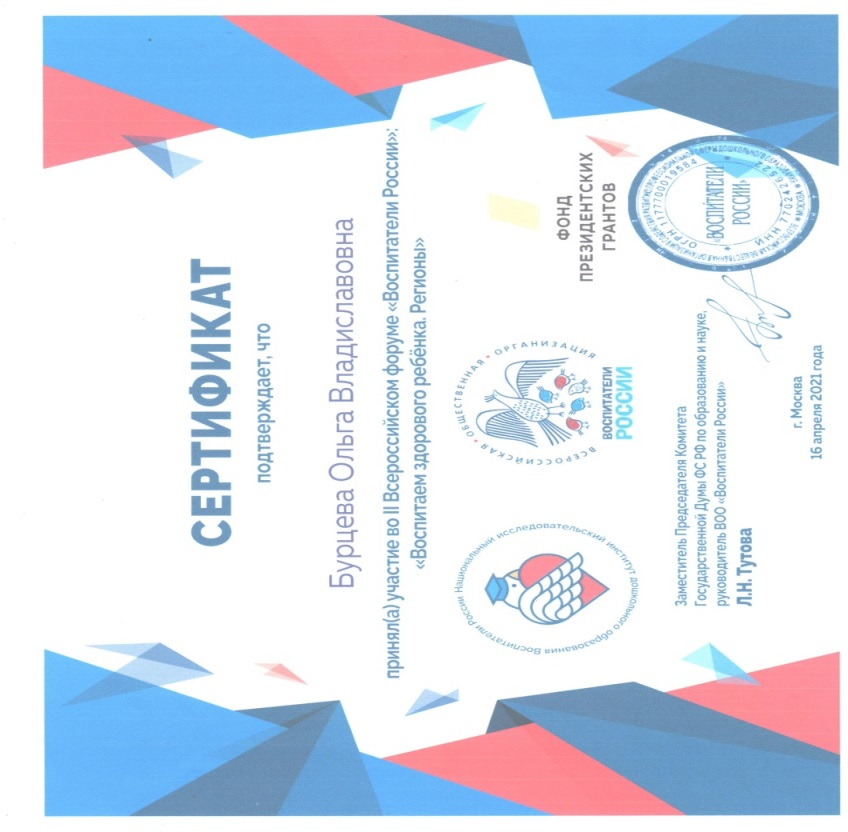 СЕРТИФИКАТ
подтверждает, что
Бурцева Ольга Владиславовна
принял(а) участие во II Всероссийском форуме «Воспитатели России»:
«Воспитаем здорового ребёнка. Регионы»
Национальный исследовательский институт дошкольного образования Воспитатели России
ВСЕРОССИЙСКАЯ • ОБЩЕСТВЕННАЯ • ОРГАНИЗАЦИЯ
ВОСПИТАТЕЛИ
РОССИИ
ФОНД
ПРЕЗИДЕНТСКИХ
ГРАНТОВ
Заместитель Председателя Комитета
Государственной Думы ФС РФ по образованию и науке,
руководитель ВОО «Воспитатели России»
Л.Н. Тутова
ОГРН 1177700019584
«ВОСПИТАТЕЛИ
РОССИИ»
ИНН
г. Москва
16 апреля 2021 года